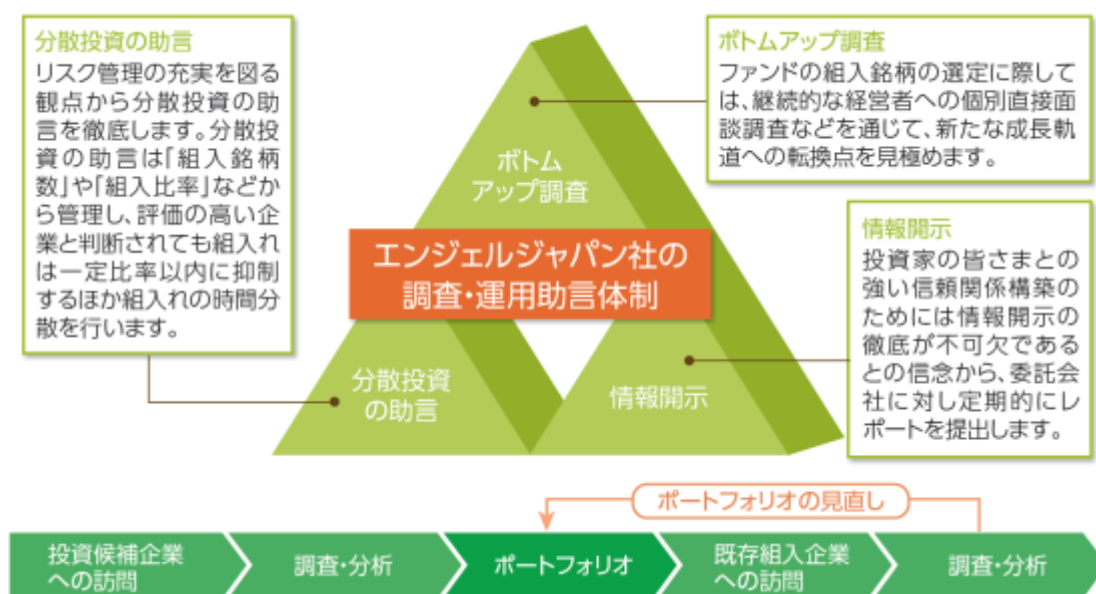 分散投資の助言
リスク管理の充実を図る
観点から分散投資の助
言を徹底します。分散投
資の助言は「組入銘柄
数」や「組入比率」などか
ら管理し、評価の高い企
業と判断されても組入れ
は一定比率以内に抑制
するほか組入れの時間分
散を行います。
ボトムアップ調査
ファンドの組入銘柄の選定に際して
は、継続的な経営者への個別直接面
談調査などを通じて、新たな成長軌
道への転換点を見極めます。
ボトム
アップ調査
エンジェルジャパン社の
調査・運用助言体制
情報開示
投資家の皆さまとの
強い信頼関係構築の
ためには情報開示の
徹底が不可欠である
との信念から、委託会
社に対し定期的にレ
ポートを提出します。
分散投資
の助言
情報開示
ポートフォリオの見直し
投資候補企業
への訪問
調査・分析
ポートフォリオ
既存組入企業
への訪問
調査・分析